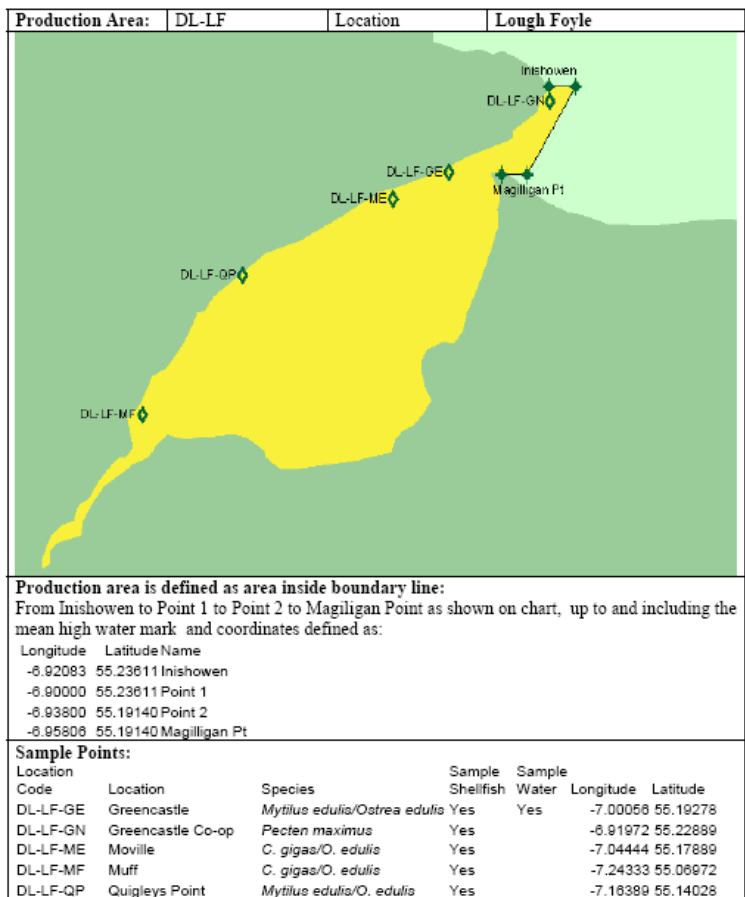 Production Area: DL-LF Location Lough Foyle
Inishowen
DL-LF-GN
DL-LF-GE
Magilligan Pt
DL-LF-ME
DL-LF-QP
DL-LF-MF
Production area is defined as area inside boundary line:
From Inishowen to Point 1 to Point 2 to Magiligan Point as shown on chart, up to and including the
mean high water mark and coordinates defined as:
Longitude Latitude Name
-6.92083 55.23611 Inishowen
-6.90000 55.23611 Point 1
-6.93800 55.19140 Point 2
-6.95806 55.19140 Magilligan Pt
Sample Points:
Location Sample Sample
Code Location Species Shellfish Water Longitude Latitude
DL-LF-GE Greencastle Mytilus edulis/Ostrea edulis Yes Yes -7.00056 55.19278
DL-LF-GN Greencastle Co-op Pecten maximus Yes -6.91972 55.22889
DL-LF-ME Moville C. gigas/O. edulis Yes -7.04444 55.17889
DL-LF-MF Muff C. gigas/O. edulis Yes -7.24333 55.06972
DL-LF-QP Quigleys Point Mytilus edulis/O. edulis Yes -7.16389 55.14028